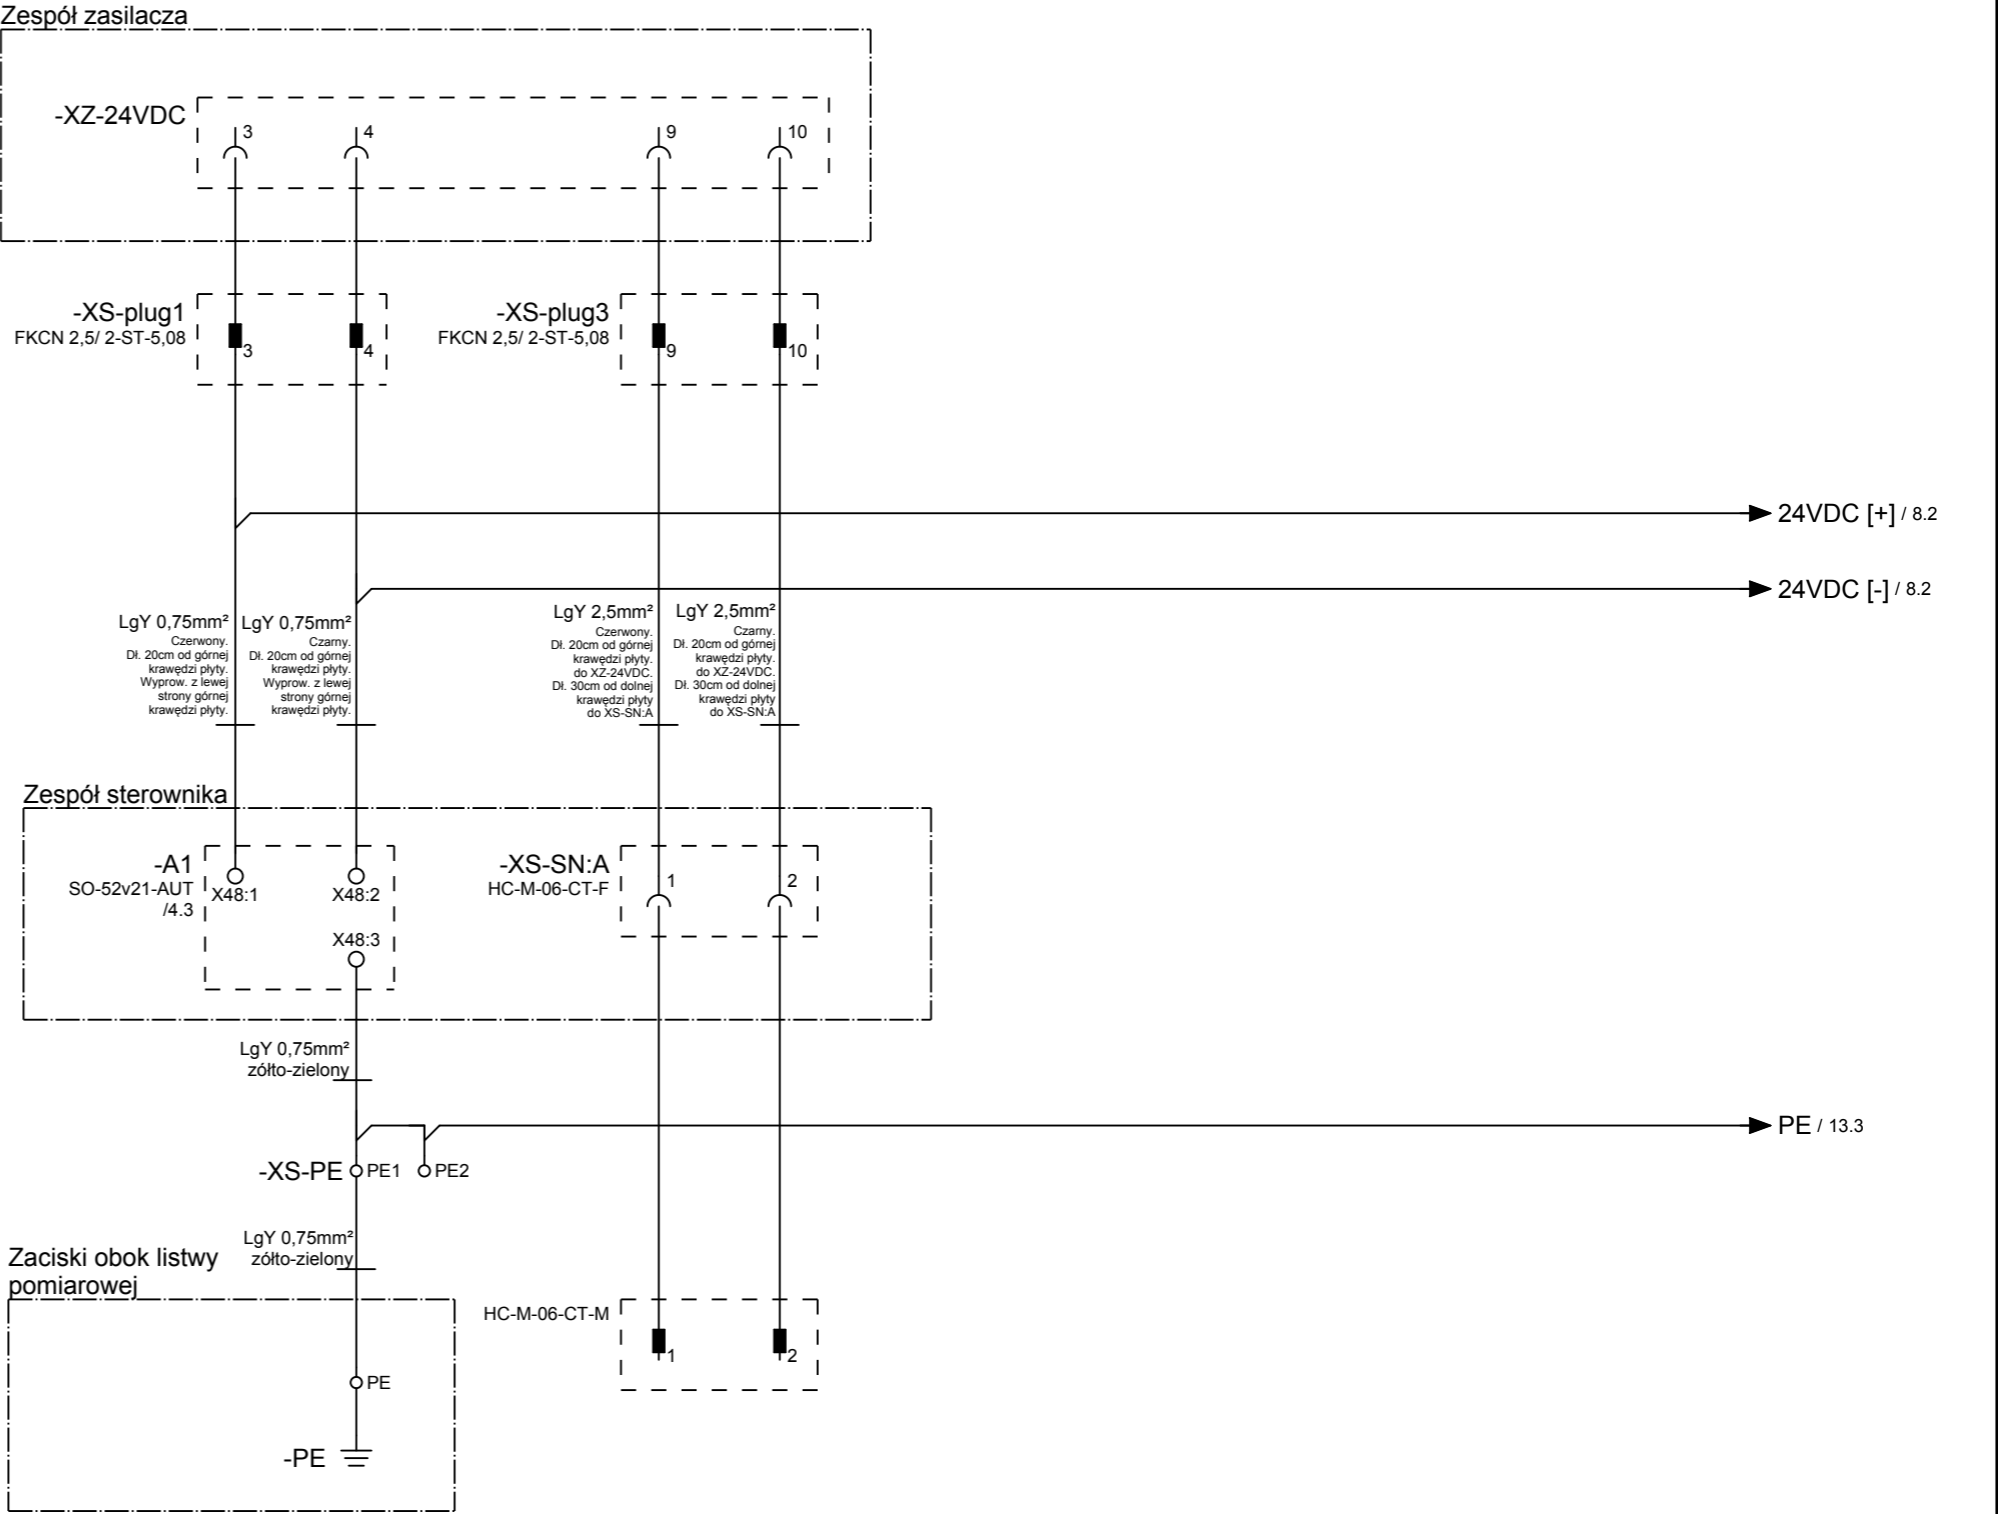 Zespół zasilacza
-XZ-24VDC
3
4
9
10
-XS-plug1
FKCN 2,5/ 2-ST-5,08
3
4
-XS-plug3
FKCN 2,5/ 2-ST-5,08
9
10
24VDC [+] / 8.2
24VDC [-] / 8.2
LgY 0,75mm²
Czerwony.
Dł. 20cm od górnej
krawędzi płyty.
Wyprow. z lewej
strony górnej
krawędzi płyty.
LgY 0,75mm²
Czarny.
Dł. 20cm od górnej
krawędzi płyty.
Wyprow. z lewej
strony górnej
krawędzi płyty.
LgY 2,5mm²
Czerwony.
Dł. 20cm od górnej
krawędzi płyty.
do XZ-24VDC.
Dł. 30cm od dolnej
krawędzi płyty
do XS-SN:A
LgY 2,5mm²
Czarny.
Dł. 20cm od górnej
krawędzi płyty.
do XZ-24VDC.
Dł. 30cm od dolnej
krawędzi płyty
do XS-SN:A
Zespół sterownika
-A1
SO-52v21-AUT
/4.3
X48:1
X48:2
X48:3
-XS-SN:A
HC-M-06-CT-F
1
2
LgY 0,75mm²
zółto-zielony
PE / 13.3
-XS-PE
PE1
PE2
LgY 0,75mm²
zółto-zielony
Zaciski obok listwy
pomiarowej
PE
-PE
HC-M-06-CT-M
1
2